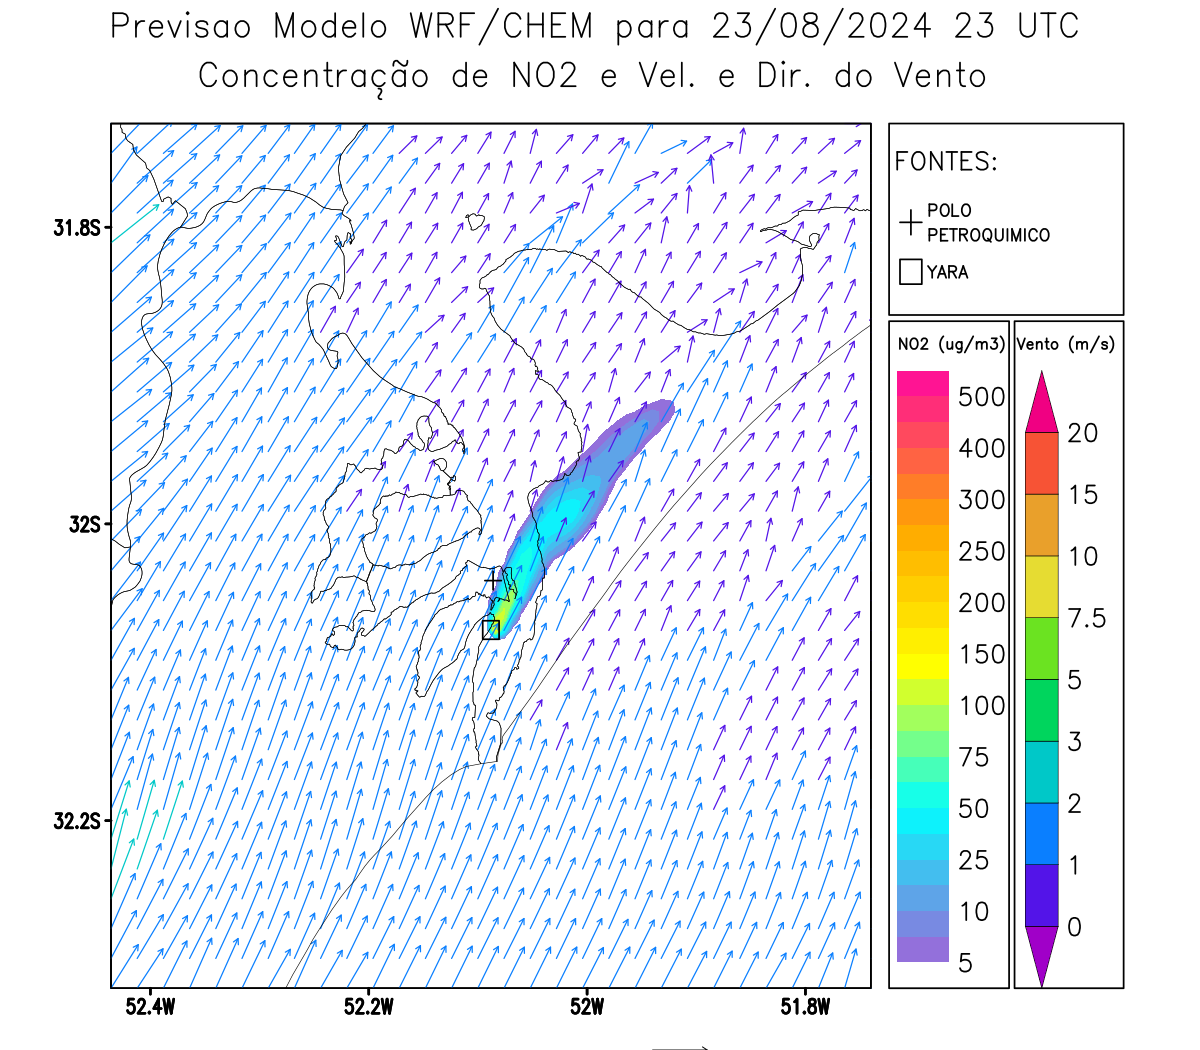 Previsao Modelo WRF/CHEM para 23/08/2024 23 UTC
Concentração de NO2 e Vel. e Dir. do Vento
FONTES:
POLO
PETROQUIMICO
YARA
31.8S
32S
32.2S
52.4W
52.2W
52W
51.8W
NO2 (ug/m3)
500
400
300
250
200
150
100
75
50
25
10
5
Vento (m/s)
20
15
10
7.5
5
3
2
1
0